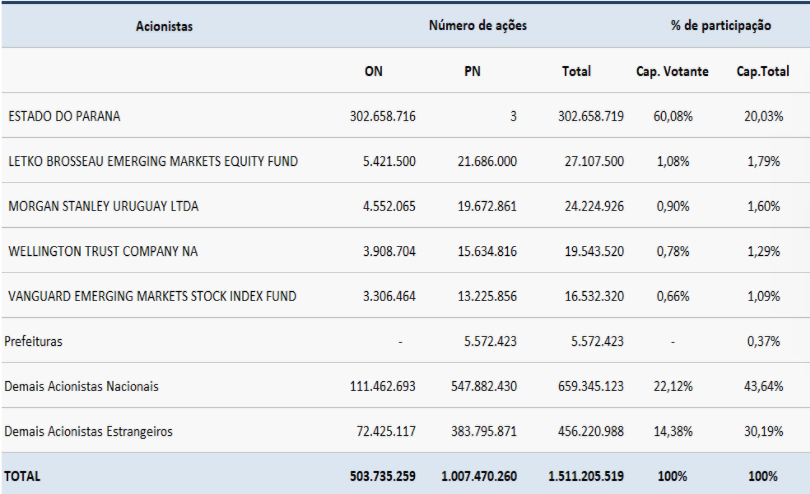 Acionistas Número de ações % de participação
ON PN Total Cap. Votante Cap.Total
ESTADO DO PARANA 302.658.716 3 302.658.719 60,08% 20,03%
LETKO BROSSEAU EMERGING MARKETS EQUITY FUND 5.421.500 21.686.000 27.107.500 1,08% 1,79%
MORGAN STANLEY URUGUAY LTDA 4.552.065 19.672.861 24.224.926 0,90% 1,60%
WELLINGTON TRUST COMPANY NA 3.908.704 15.634.816 19.543.520 0,78% 1,29%
VANGUARD EMERGING MARKETS STOCK INDEX FUND 3.306.464 13.225.856 16.532.320 0,66% 1,09%
Prefeituras - 5.572.423 5.572.423 - 0,37%
Demais Acionistas Nacionais 111.462.693 547.882.430 659.345.123 22,12% 43,64%
Demais Acionistas Estrangeiros 72.425.117 383.795.871 456.220.988 14,38% 30,19%
TOTAL 503.735.259 1.007.470.260 1.511.205.519 100% 100%